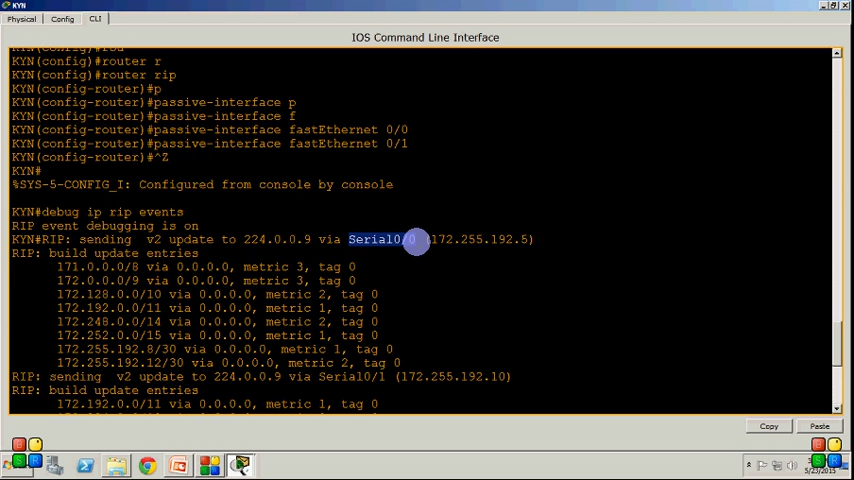 KYN
Physical Config CLI
IOS Command Line Interface
KYN(config)#rou
KYN(config)#router r
KYN(config)#router rip
KYN(config-router)#p
KYN(config-router)#passive-interface p
KYN(config-router)#passive-interface f
KYN(config-router)#passive-interface fastEthernet 0/0
KYN(config-router)#passive-interface fastEthernet 0/1
KYN(config-router)#^Z
KYN#
%SYS-5-CONFIG_I: Configured from console by console
KYN#debug ip rip events
RIP event debugging is on
KYN#RIP: sending  v2 update to 224.0.0.9 via Serial0/0 (172.255.192.5)
RIP: build update entries
171.0.0.0/8 via 0.0.0.0, metric 3, tag 0
172.0.0.0/9 via 0.0.0.0, metric 3, tag 0
172.128.0.0/10 via 0.0.0.0, metric 2, tag 0
172.192.0.0/11 via 0.0.0.0, metric 1, tag 0
172.248.0.0/14 via 0.0.0.0, metric 2, tag 0
172.252.0.0/15 via 0.0.0.0, metric 1, tag 0
172.255.192.8/30 via 0.0.0.0, metric 1, tag 0
172.255.192.12/30 via 0.0.0.0, metric 2, tag 0
RIP: sending  v2 update to 224.0.0.9 via Serial0/1 (172.255.192.10)
RIP: build update entries
172.192.0.0/11 via 0.0.0.0, metric 1, tag 0
Copy Paste
5/23/2015